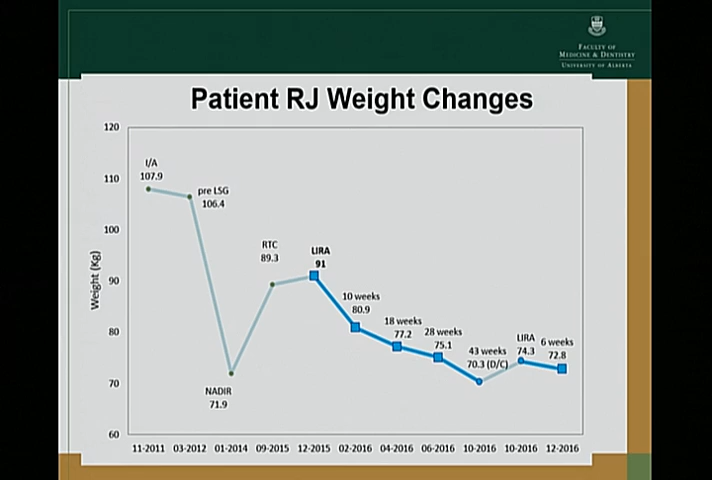 FACULTY OF
MEDICINE & DENTISTRY
UNIVERSITY OF ALBERTA
Patient RJ Weight Changes
120
110
100
90
80
70
60
Weight (Kg)
I/A
107.9
pre LSG
106.4
NADIR
71.9
RTC
89.3
LIRA
91
10 weeks
80.9
18 weeks
77.2
28 weeks
75.1
43 weeks
70.3 (D/C)
LIRA
74.3
6 weeks
72.8
11-2011 03-2012 01-2014 09-2015 12-2015 02-2016 04-2016 06-2016 10-2016 10-2016 12-2016